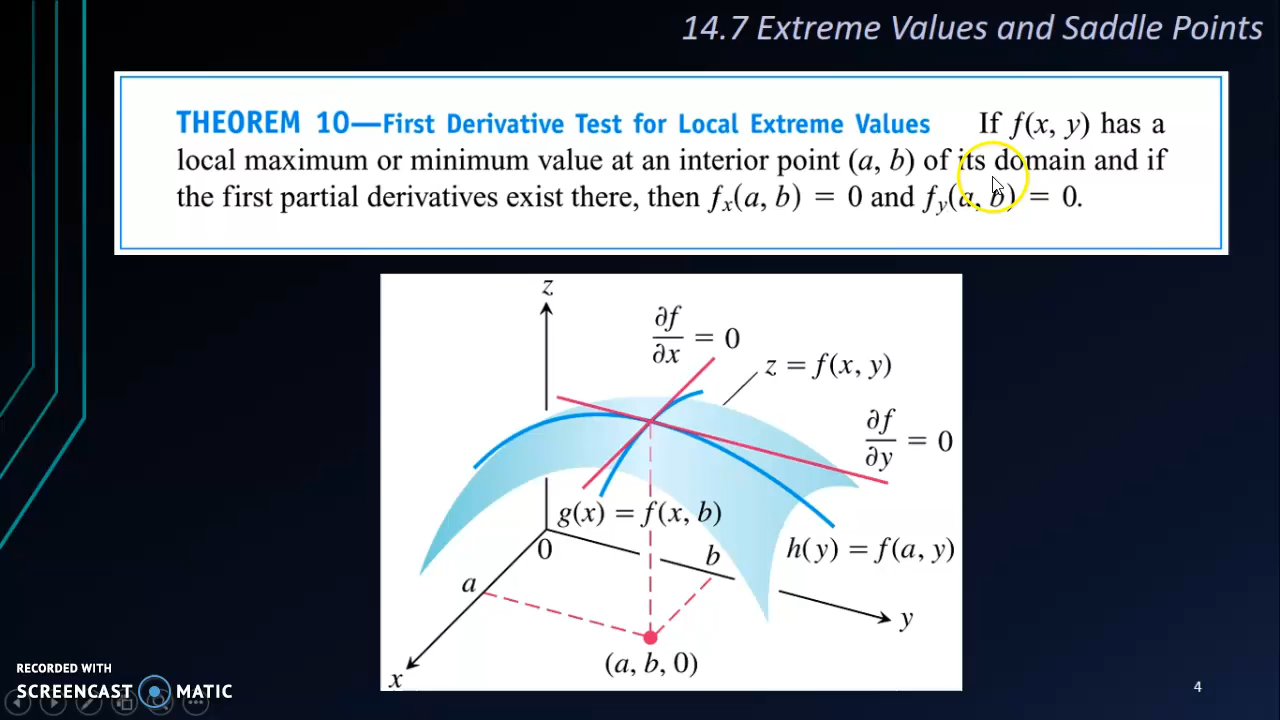 14.7 Extreme Values and Saddle Points
THEOREM 10—First Derivative Test for Local Extreme Values If f(x, y) has a
local maximum or minimum value at an interior point (a, b) of its domain and if
the first partial derivatives exist there, then fₓ(a, b) = 0 and f_y(a, b) = 0.
z
∂f/∂x = 0
z = f(x, y)
∂f/∂y = 0
g(x) = f(x, b)
h(y) = f(a, y)
0
b
a
y
(a, b, 0)
x
RECORDED WITH
SCREENCAST MATIC
4